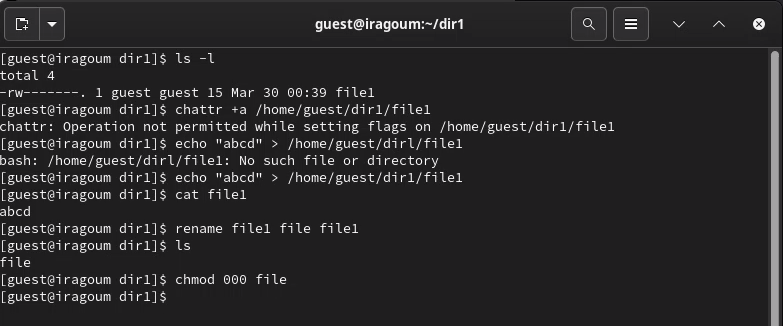 guest@iragoum:~/dir1
[guest@iragoum dir1]$ ls -l
total 4
-rw-------. 1 guest guest 15 Mar 30 00:39 file1
[guest@iragoum dir1]$ chattr +a /home/guest/dir1/file1
chattr: Operation not permitted while setting flags on /home/guest/dir1/file1
[guest@iragoum dir1]$ echo "abcd" > /home/guest/dirl/file1
bash: /home/guest/dirl/file1: No such file or directory
[guest@iragoum dir1]$ echo "abcd" > /home/guest/dir1/file1
[guest@iragoum dir1]$ cat file1
abcd
[guest@iragoum dir1]$ rename file1 file file1
[guest@iragoum dir1]$ ls
file
[guest@iragoum dir1]$ chmod 000 file
[guest@iragoum dir1]$